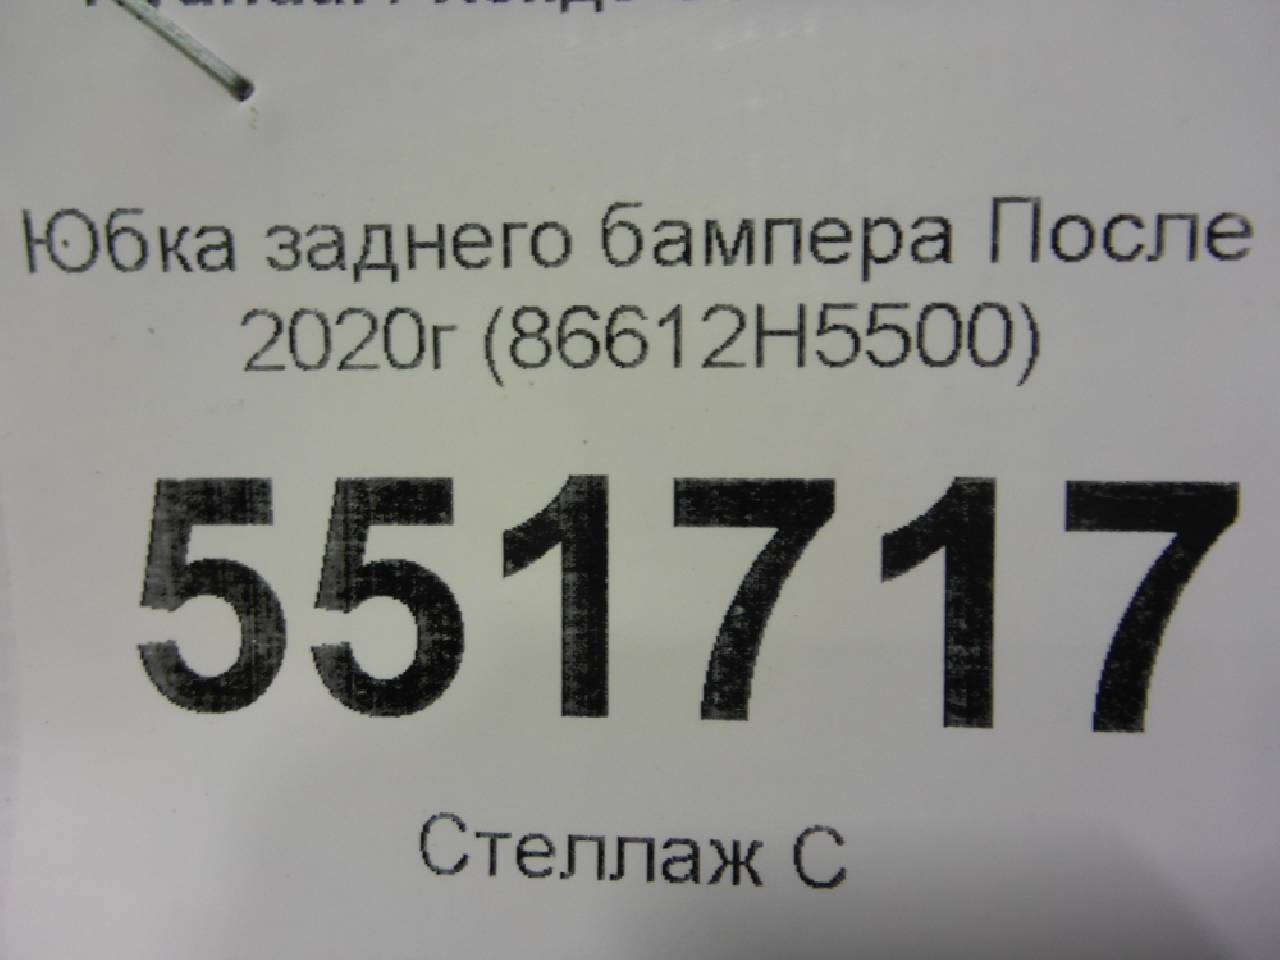 Юбка заднего бампера После
2020г (86612H5500)
551717
Стеллаж С